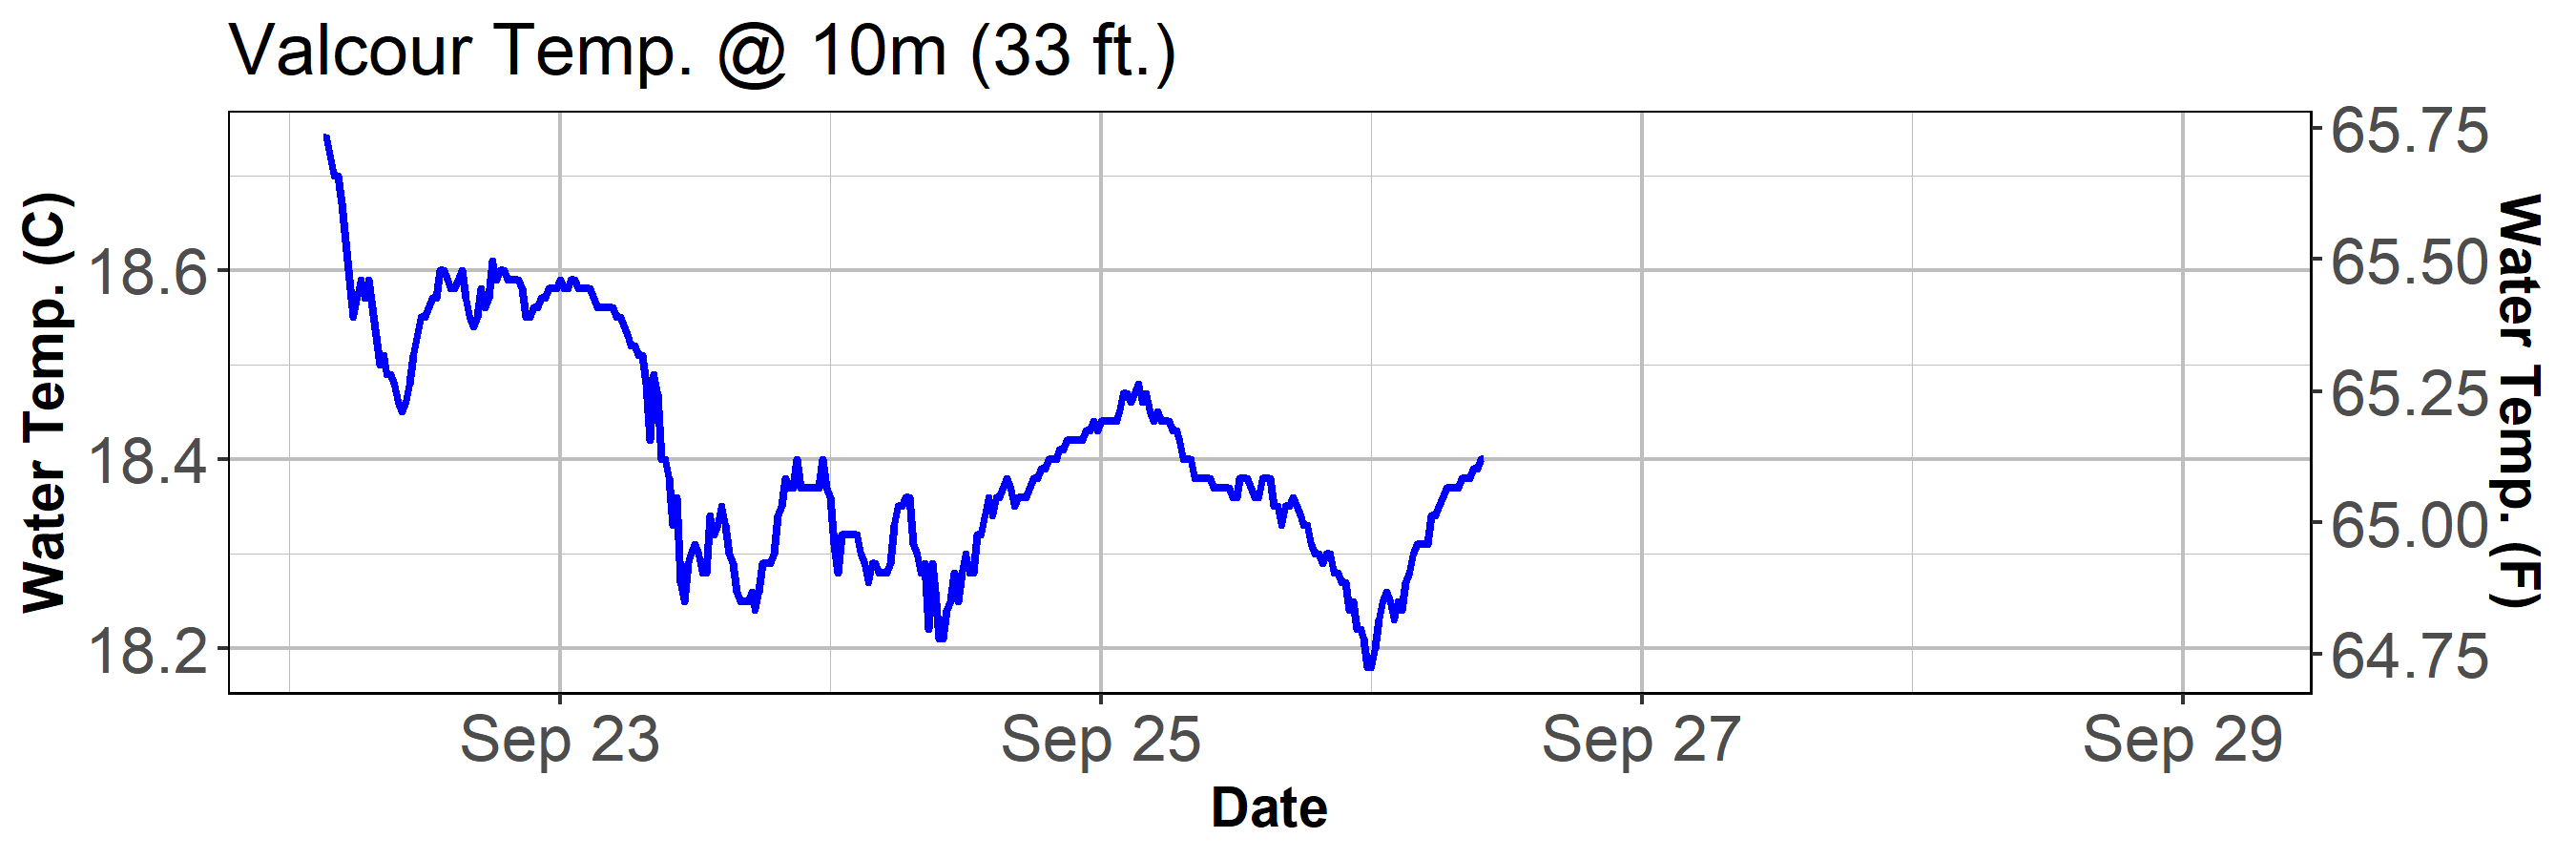 Valcour Temp. @ 10m (33 ft.)
Water Temp. (C)
18.6
18.4
18.2
65.75
65.50
65.25
65.00
64.75
Water Temp. (F)
Sep 23 Sep 25 Sep 27 Sep 29
Date